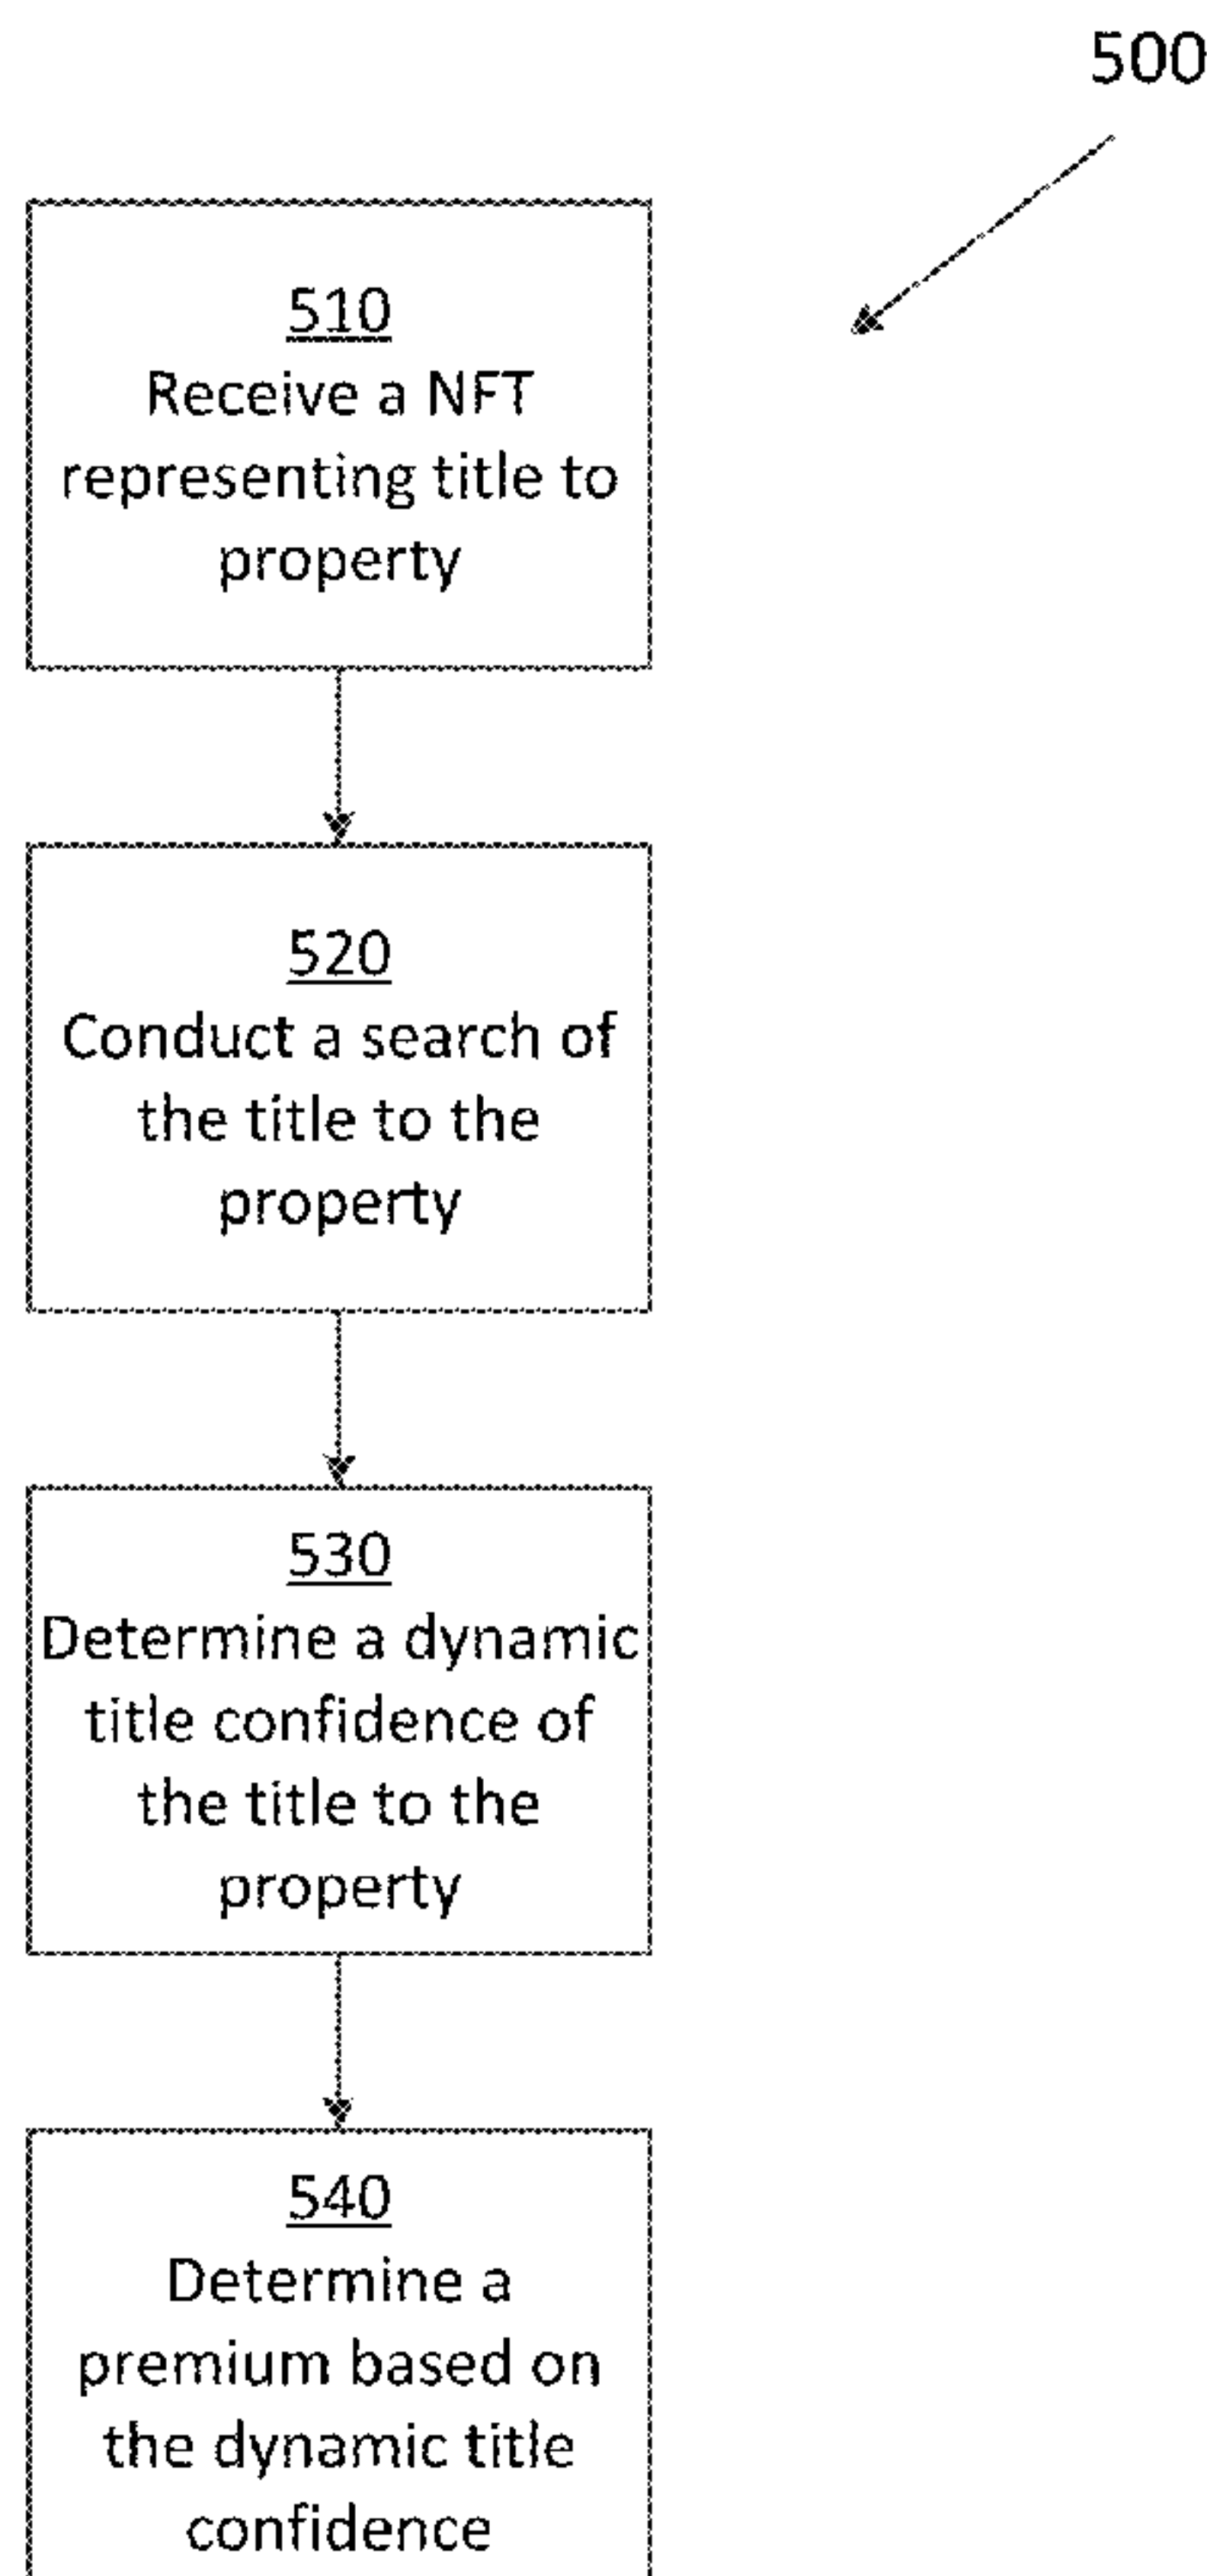 500
510
Receive a NFT
representing title to
property
520
Conduct a search of
the title to the
property
530
Determine a dynamic
title confidence of
the title to the
property
540
Determine a
premium based on
the dynamic title
confidence